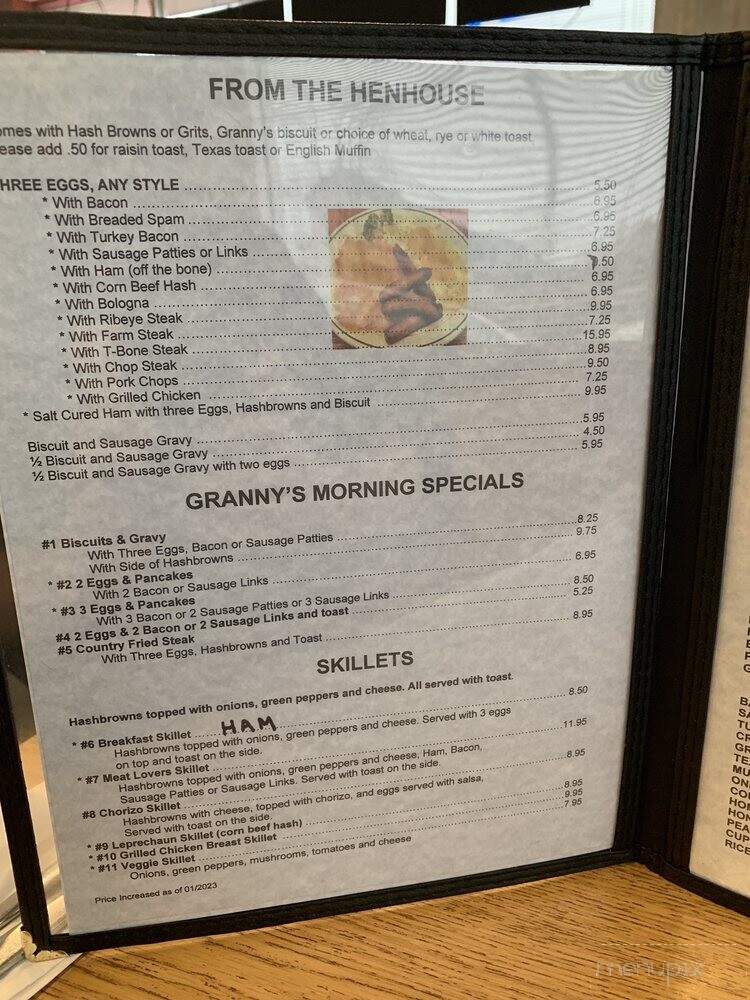 FROM THE HENHOUSE
omes with Hash Browns or Grits, Granny's biscuit or choice of wheat, rye or white toast,
ease add .50 for raisin toast, Texas toast or English Muffin
HREE EGGS, ANY STYLE 5.50
* With Bacon 6.95
* With Breaded Spam 6.95
* With Turkey Bacon 7.25
* With Sausage Patties or Links 6.95
* With Ham (off the bone) .50
* With Corn Beef Hash 6.95
* With Bologna 6.95
* With Ribeye Steak 9.95
* With Farm Steak 7.25
* With T-Bone Steak 15.95
* With Chop Steak 8.95
* With Pork Chops 9.50
* With Grilled Chicken 7.25
* Salt Cured Ham with three Eggs, Hashbrowns and Biscuit 9.95
Biscuit and Sausage Gravy 5.95
½ Biscuit and Sausage Gravy 4.50
½ Biscuit and Sausage Gravy with two eggs 5.95
GRANNY'S MORNING SPECIALS
#1 Biscuits & Gravy
With Three Eggs, Bacon or Sausage Patties 8.25
With Side of Hashbrowns 9.75
* #2 2 Eggs & Pancakes
With 2 Bacon or Sausage Links 6.95
* #3 3 Eggs & Pancakes
With 3 Bacon or 2 Sausage Patties or 3 Sausage Links 8.50
#4 2 Eggs & 2 Bacon or 2 Sausage Links and toast 5.25
#5 Country Fried Steak
With Three Eggs, Hashbrowns and Toast 8.95
SKILLETS
Hashbrowns topped with onions, green peppers and cheese. All served with toast.
* #6 Breakfast Skillet HAM 8.50
Hashbrowns topped with onions, green peppers and cheese. Served with 3 eggs
on top and toast on the side.
* #7 Meat Lovers Skillet 11.95
Hashbrowns topped with onions, green peppers and cheese, Ham, Bacon,
Sausage Patties or Sausage Links. Served with toast on the side.
#8 Chorizo Skillet 8.95
Hashbrowns with cheese, topped with chorizo, and eggs served with salsa,
Served with toast on the side.
* #9 Leprechaun Skillet (corn beef hash) 8.95
* #10 Grilled Chicken Breast Skillet 9.95
* #11 Veggie Skillet 7.95
Onions, green peppers, mushrooms, tomatoes and cheese
Price Increased as of 01/2023
BA
SA
TU
CR
GR
TE
MU
ON
CO
HO
HON
PEA
CUP
RICE
menupix